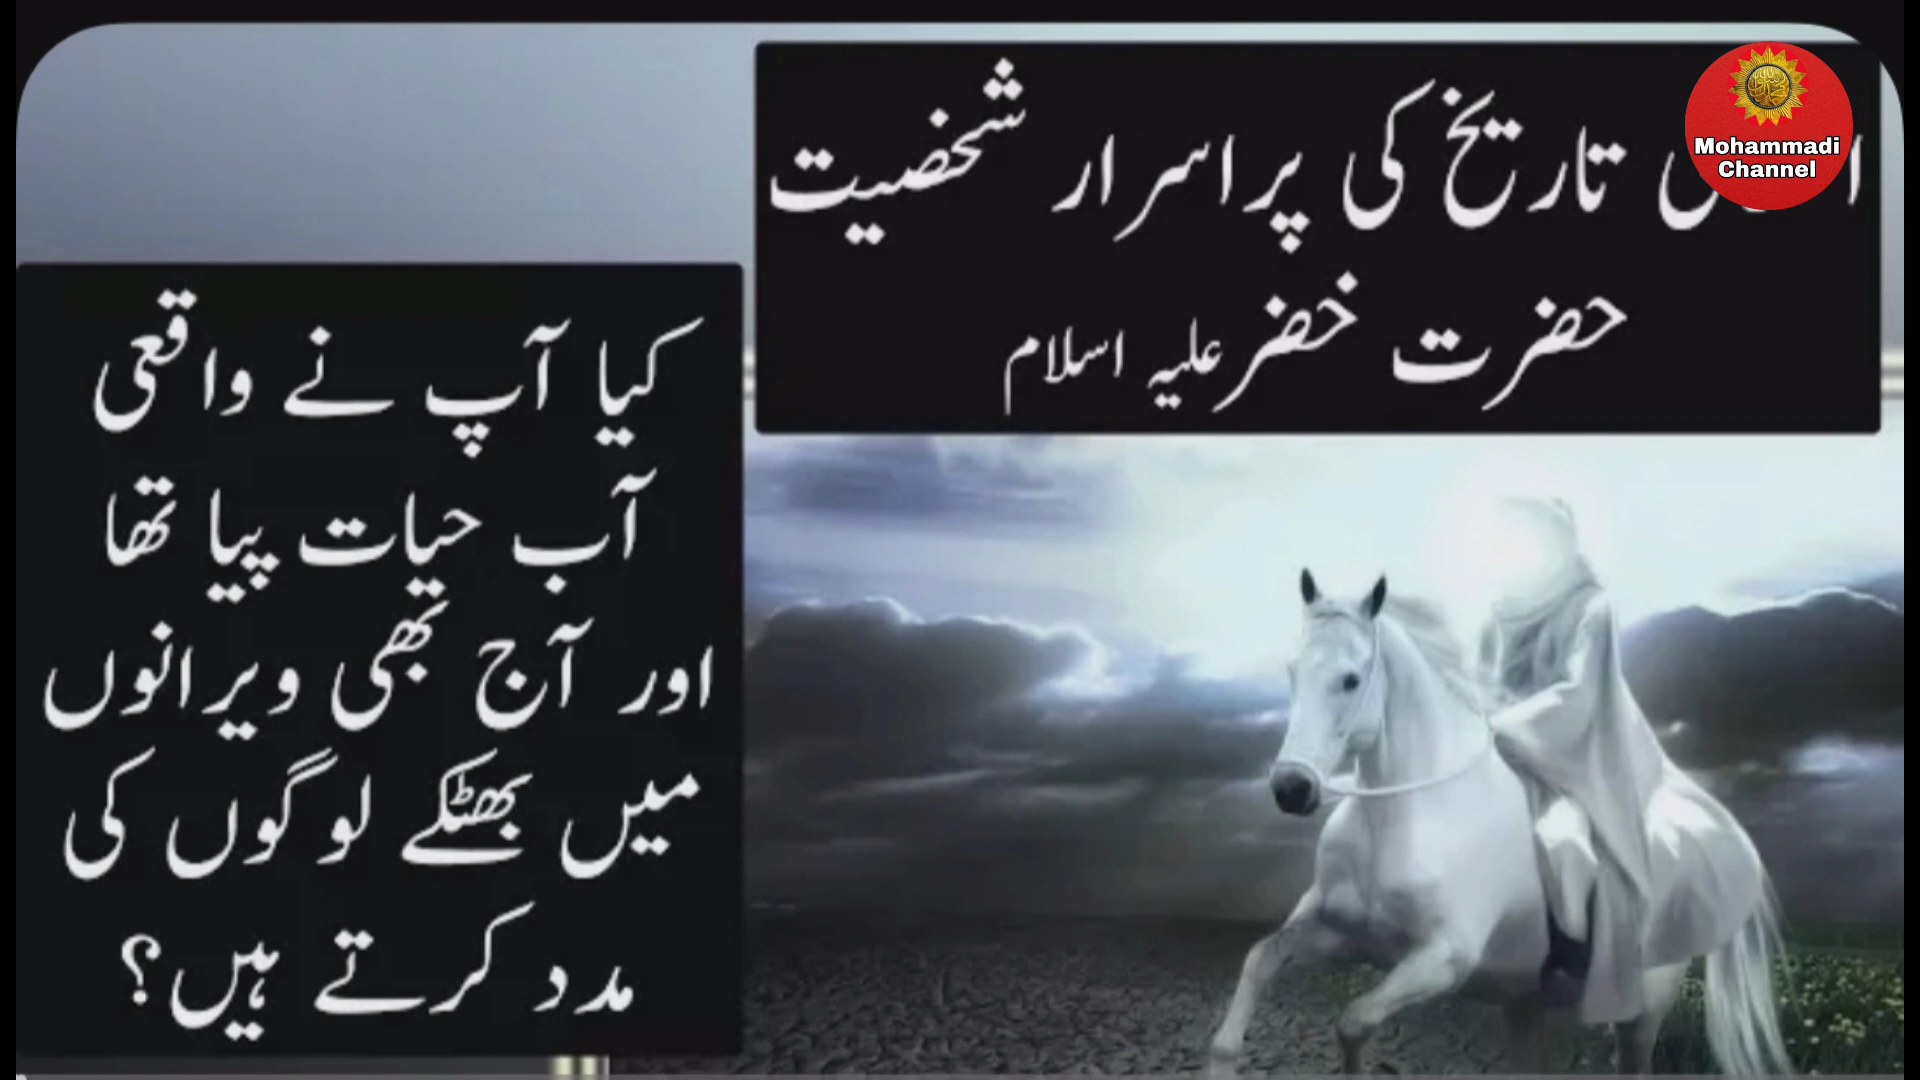 تاریخ کی پراسرار شخصیت
حضرت خضر علیہ اسلام
کیا آپ نے واقعی
آب حیات پیا تھا
اور آج بھی ویرانوں
میں بھٹکے لوگوں کی
مدد کرتے ہیں؟
Mohammadi
Channel